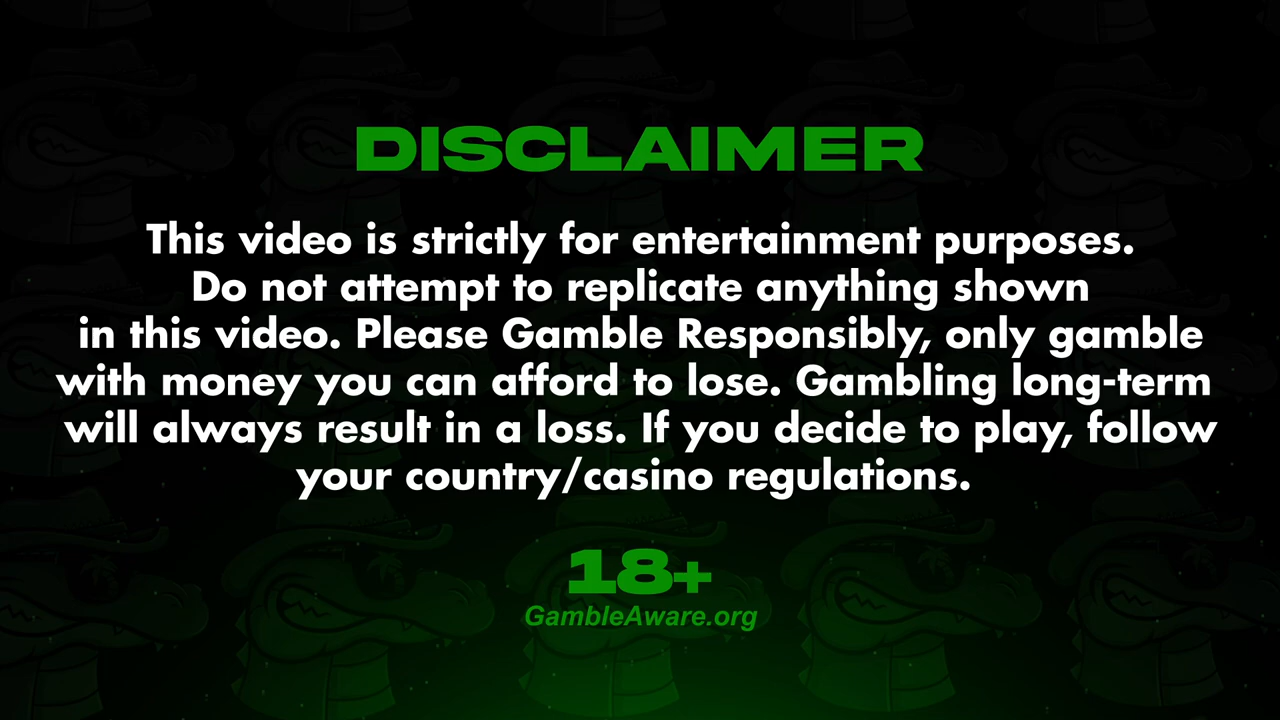 DISCLAIMER
This video is strictly for entertainment purposes.
Do not attempt to replicate anything shown
in this video. Please Gamble Responsibly, only gamble
with money you can afford to lose. Gambling long-term
will always result in a loss. If you decide to play, follow
your country/casino regulations.
18+
GambleAware.org